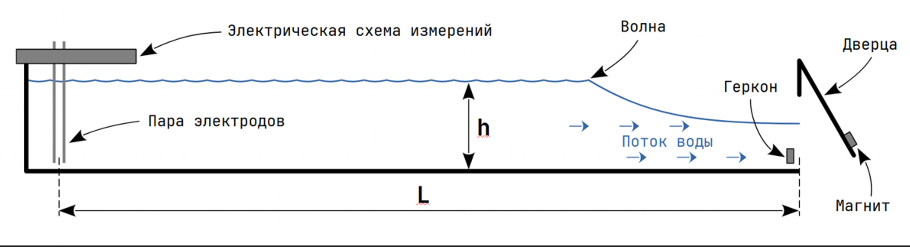 Электрическая схема измерений
Волна
Дверца
Геркон
Пара электродов
h
Поток воды
L
Магнит